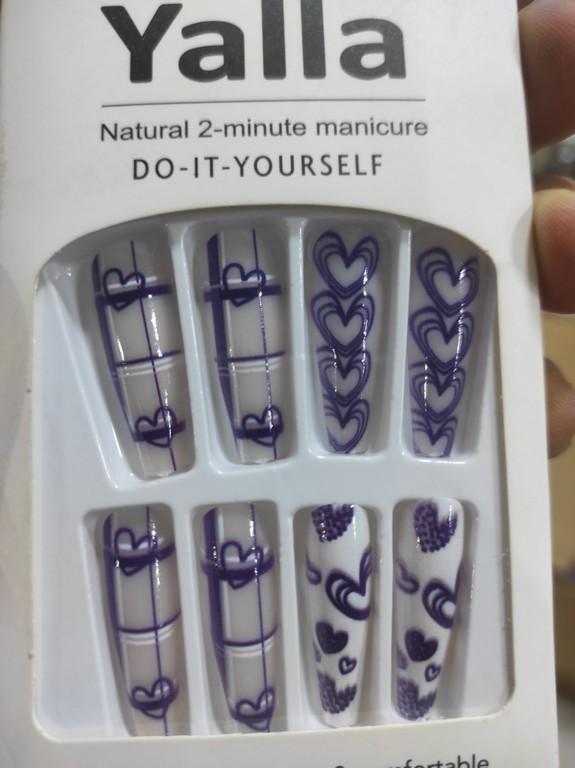 Yalla
Natural 2-minute manicure
DO-IT-YOURSELF